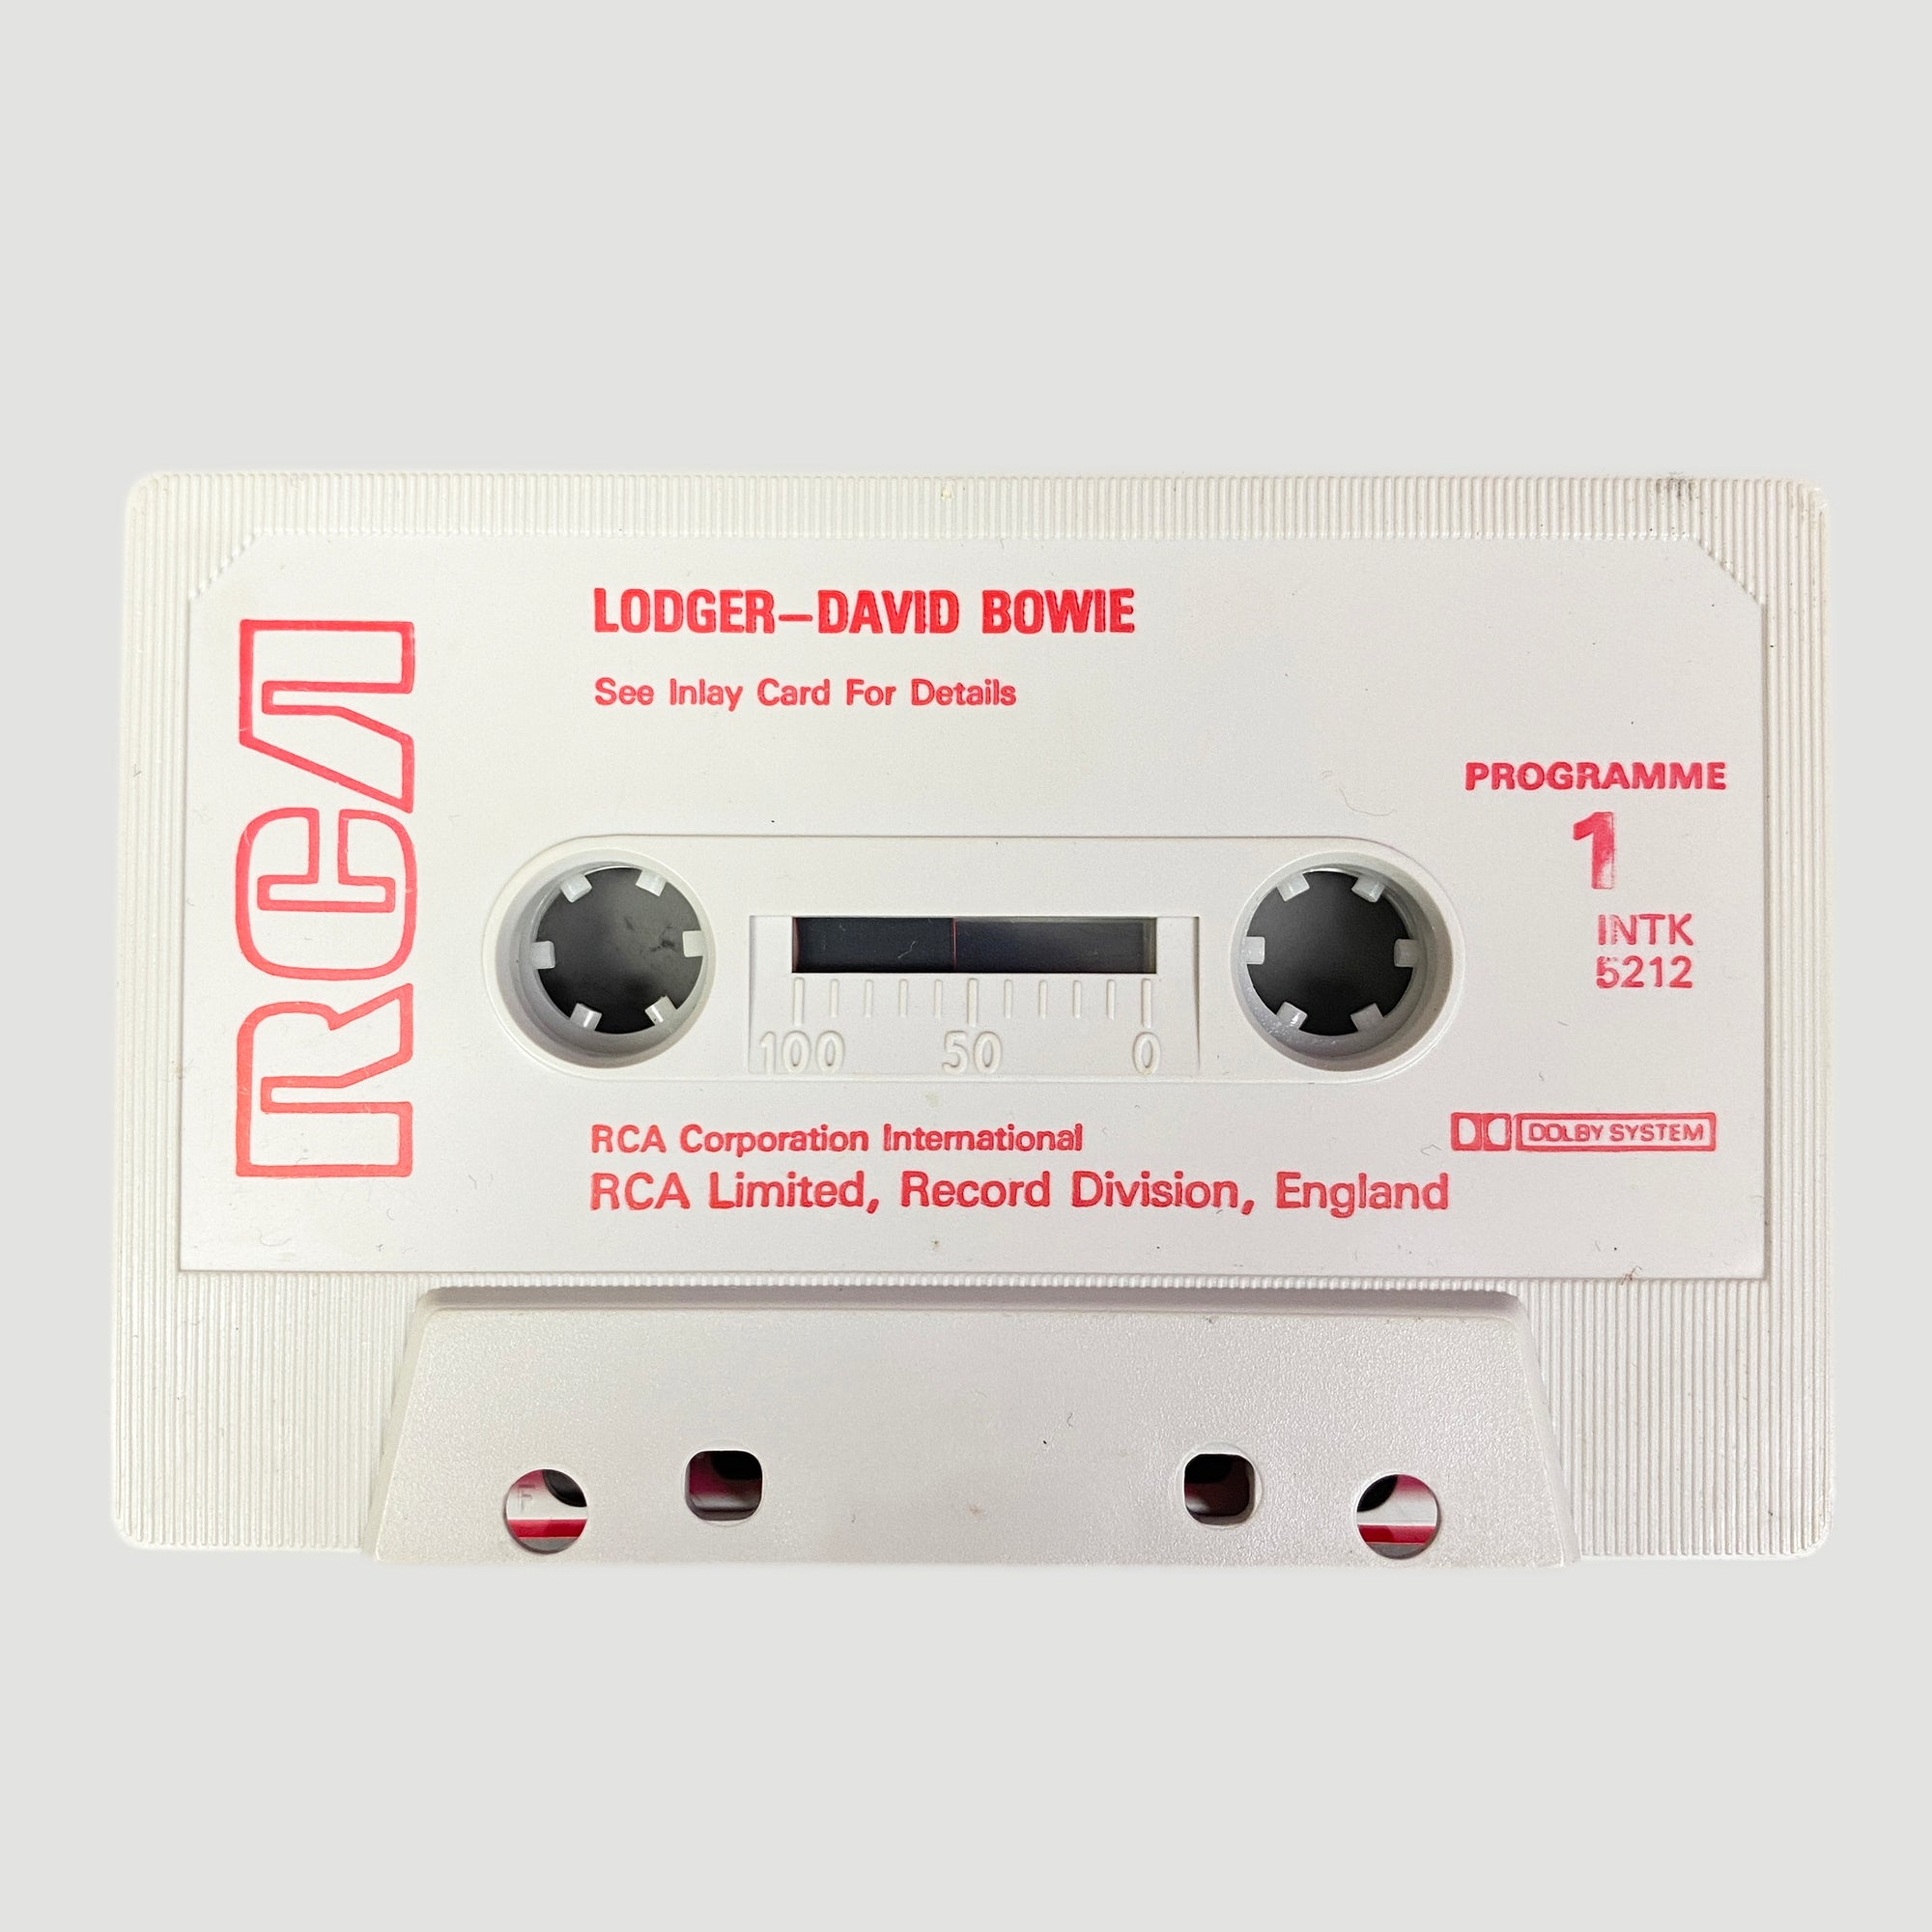 RCA
LODGER–DAVID BOWIE
See Inlay Card For Details
PROGRAMME
1
INTK
5212
100 50 0
RCA Corporation International
DOLBY SYSTEM
RCA Limited, Record Division, England
F